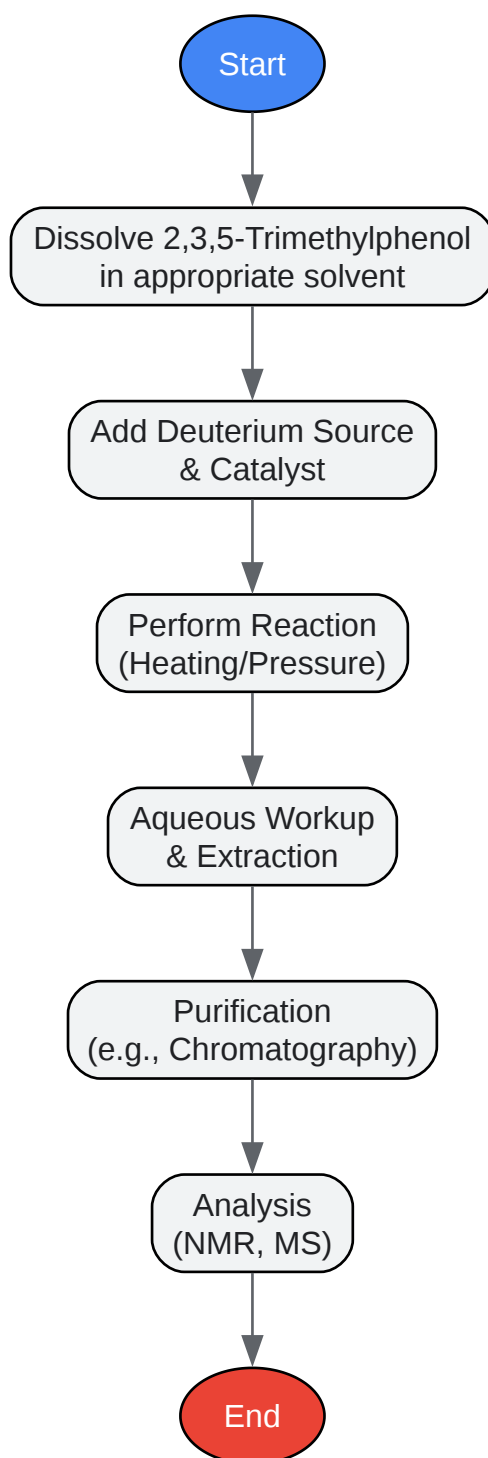 Start
Dissolve 2,3,5-Trimethylphenol
in appropriate solvent
Add Deuterium Source
& Catalyst
Perform Reaction
(Heating/Pressure)
Aqueous Workup
& Extraction
Purification
(e.g., Chromatography)
Analysis
(NMR, MS)
End